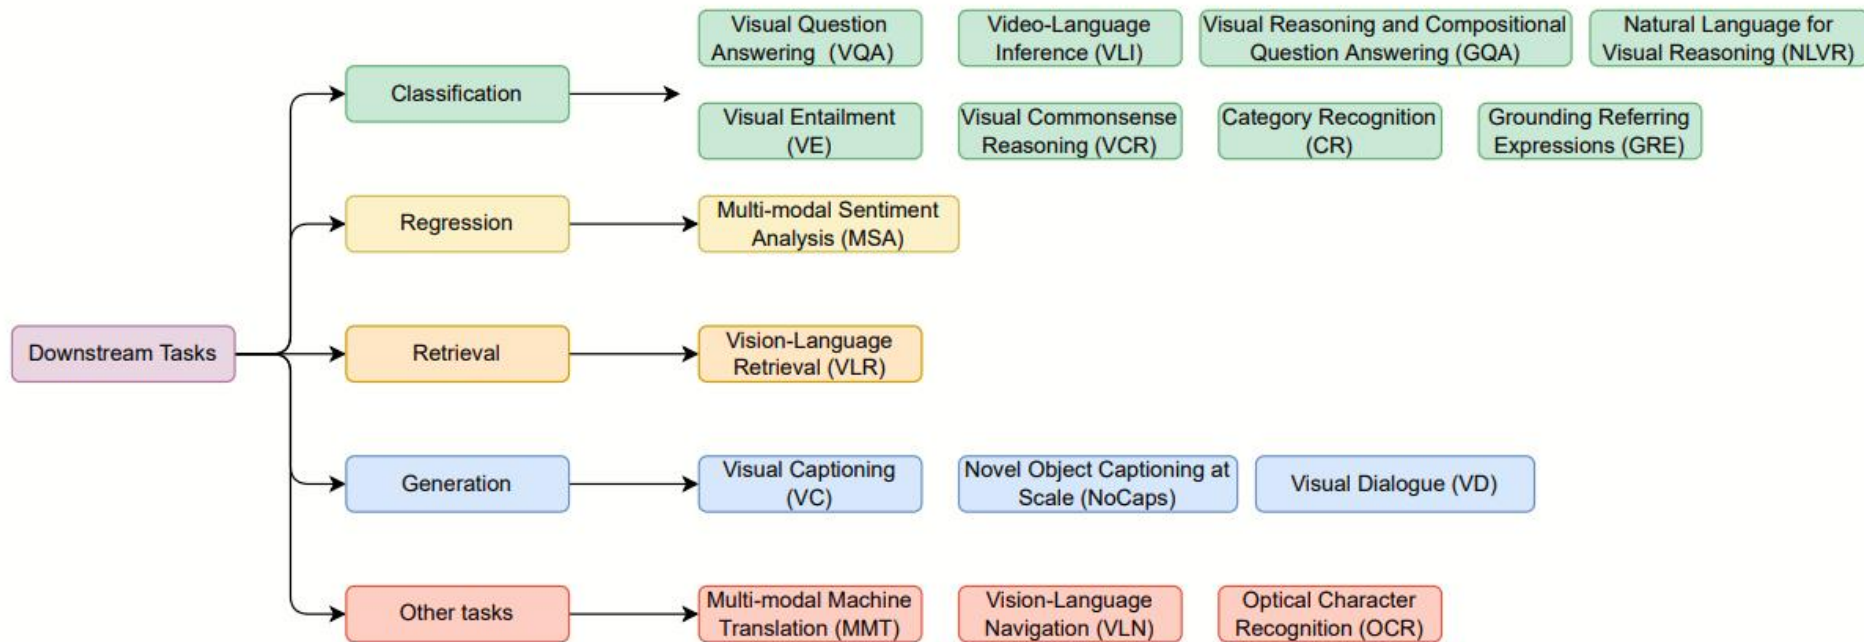 Visual Question
Answering (VQA)
Video-Language
Inference (VLI)
Visual Reasoning and Compositional
Question Answering (GQA)
Natural Language for
Visual Reasoning (NLVR)
Classification
Visual Entailment
(VE)
Visual Commonsense
Reasoning (VCR)
Category Recognition
(CR)
Grounding Referring
Expressions (GRE)
Regression
Multi-modal Sentiment
Analysis (MSA)
Downstream Tasks
Retrieval
Vision-Language
Retrieval (VLR)
Generation
Visual Captioning
(VC)
Novel Object Captioning at
Scale (NoCaps)
Visual Dialogue (VD)
Other tasks
Multi-modal Machine
Translation (MMT)
Vision-Language
Navigation (VLN)
Optical Character
Recognition (OCR)